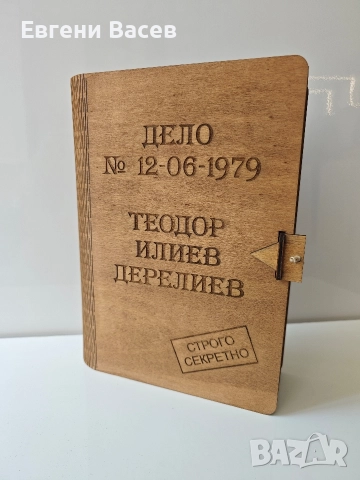 Евгени Васев
ДЕЛО
№ 12-06-1979
ТЕОДОР
ИЛИЕВ
ДЕРЕЛИЕВ
СТРОГО
СЕКРЕТНО
BAZAR